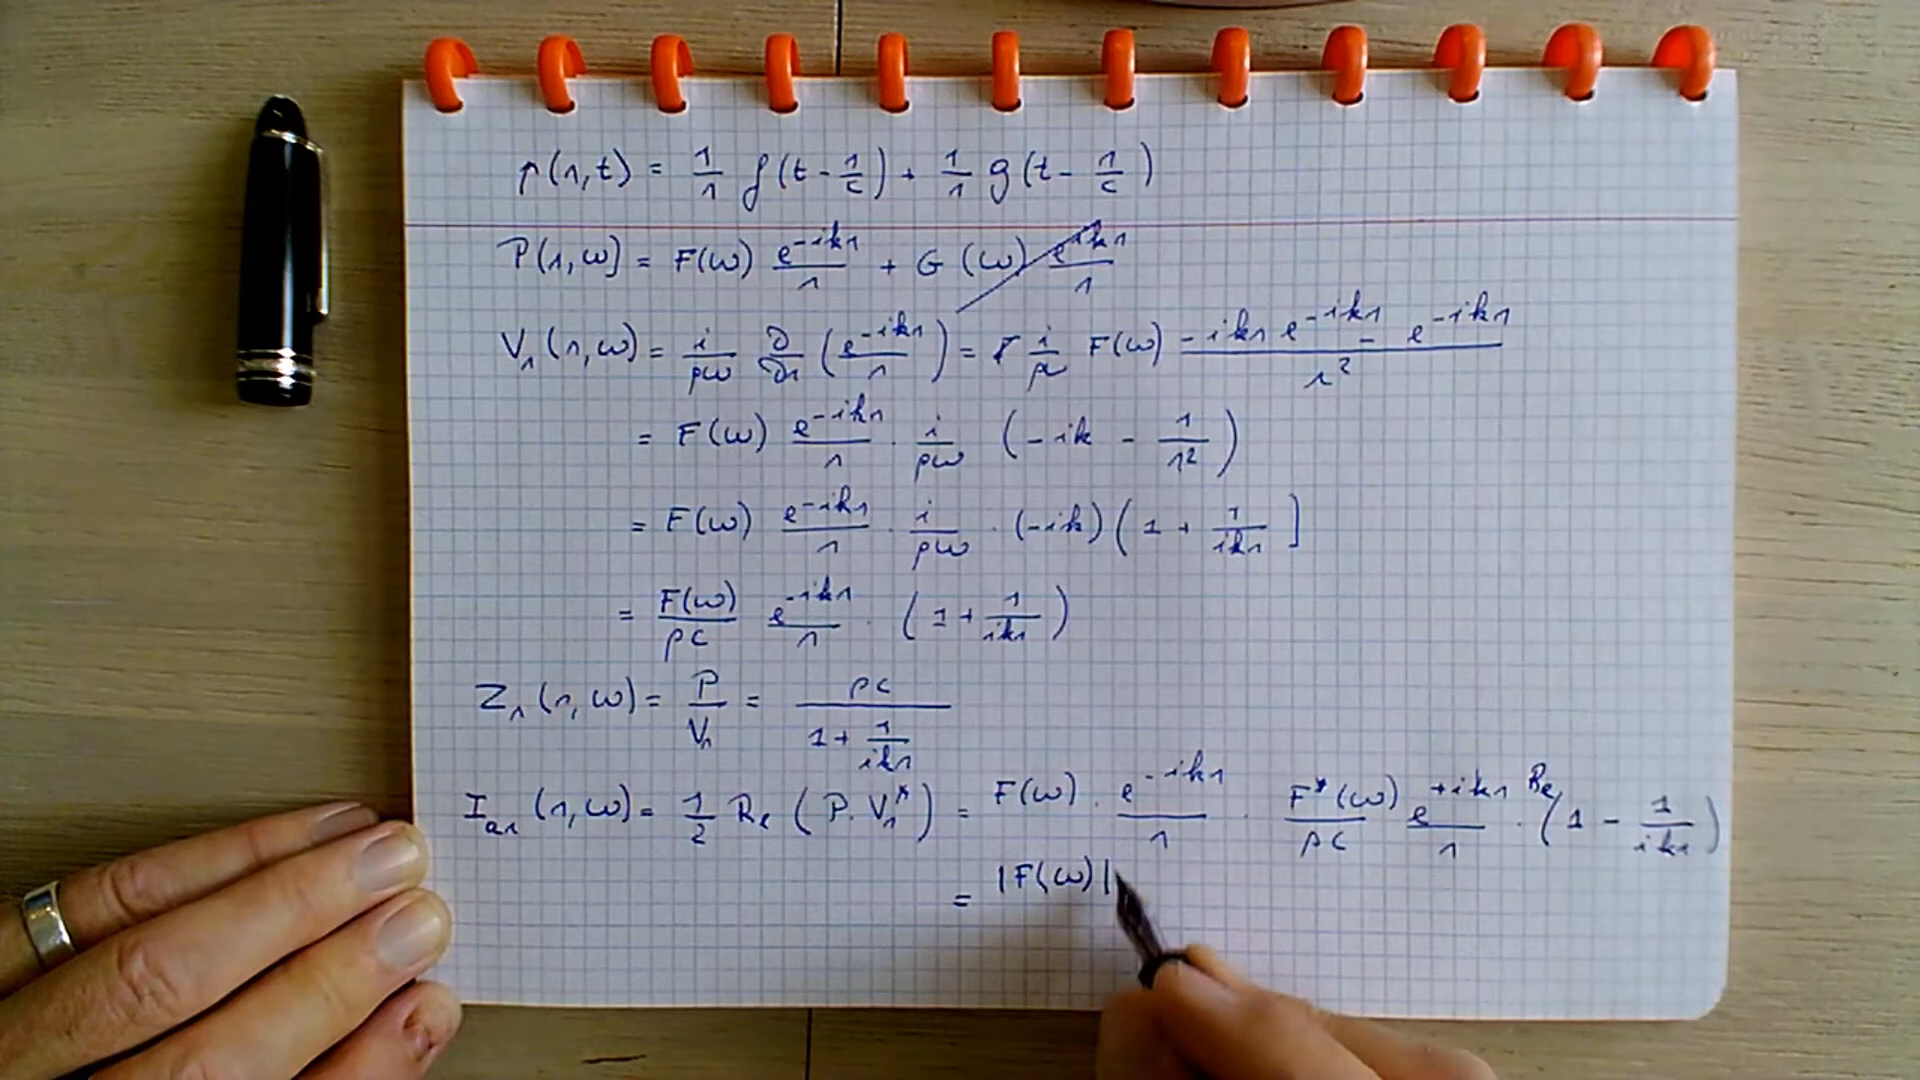 p(r,t) = 1/r f(t - r/c) + 1/r g(t - r/c)
P(r,ω) = F(ω) e^{-ikr}/r + G(ω) e^{ikr}/r
V_r(r,ω) = i/ρω ∂/∂r (e^{-ikr}/r) = i/ρω F(ω) (-ikr e^{-ikr} - e^{-ikr})/r²
= F(ω) e^{-ikr}/r · i/ρω (-ik - 1/r²)
= F(ω) e^{-ikr}/r · i/ρω · (-ik)(1 + 1/ikr]
= F(ω)/ρc e^{-ikr}/r · (1 + 1/ikr)
Z_r(r,ω) = P/V_r = ρc/(1 + 1/ikr)
I_ar(r,ω) = 1/2 Re (P · V_r*) = F(ω) · e^{-ikr}/r · F*(ω)/ρc e^{+ikr}/r · Re(1 - 1/ikr)
= |F(ω)|